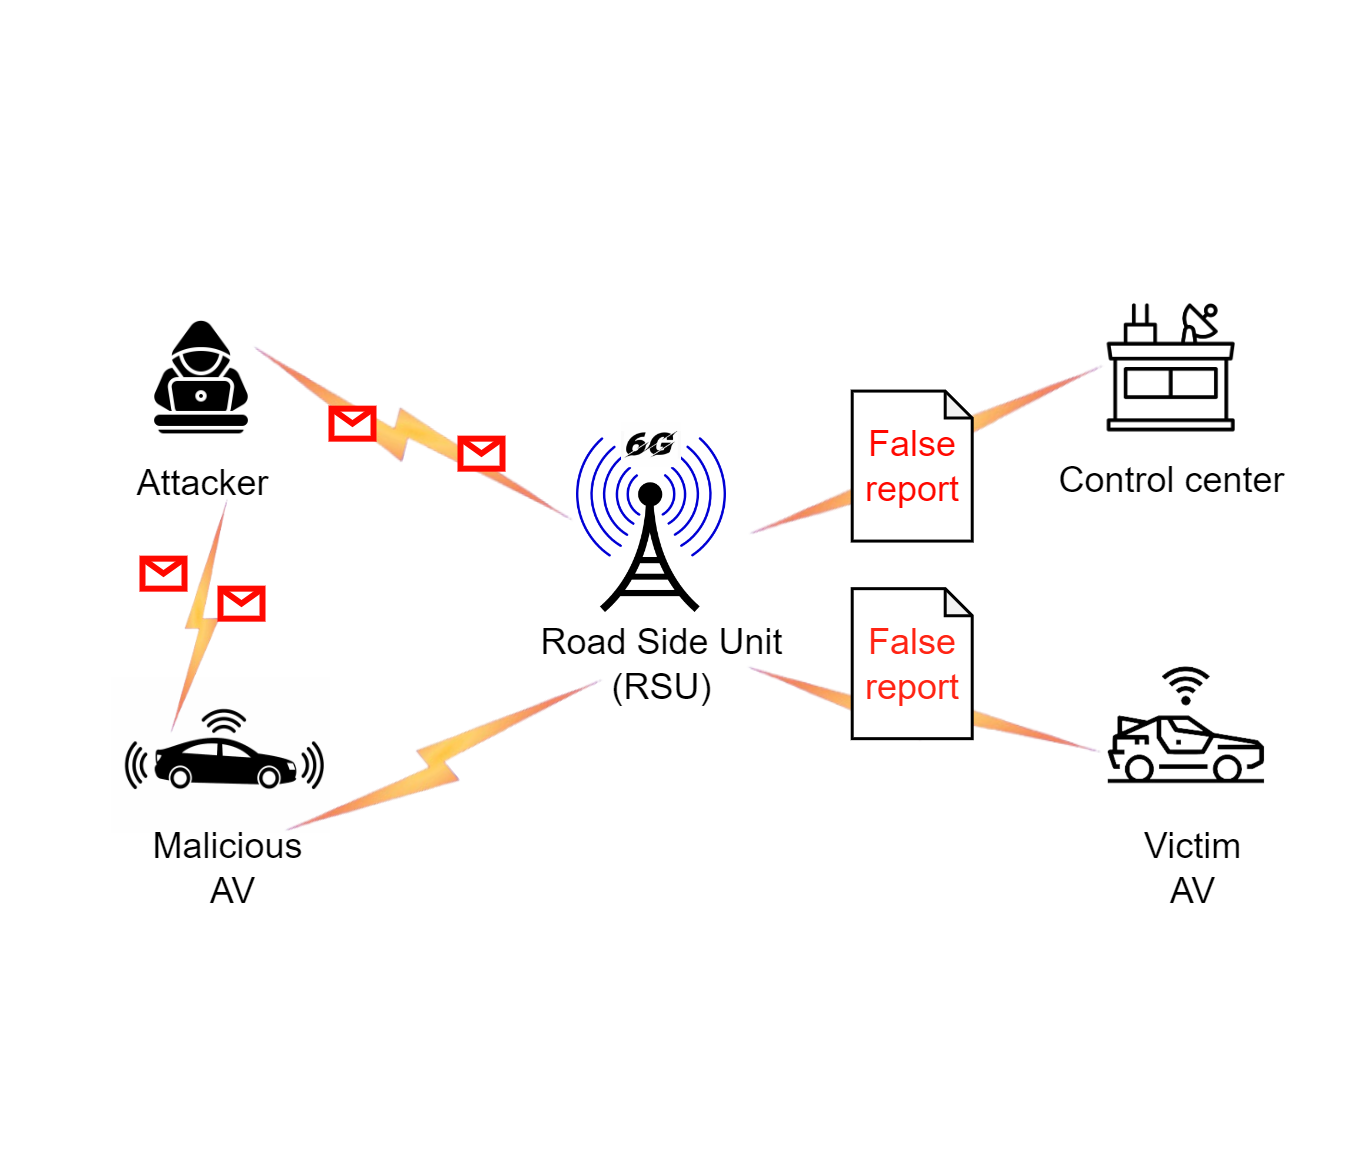 6G
Attacker
False
report
Control center
Road Side Unit
(RSU)
False
report
Malicious
AV
Victim
AV